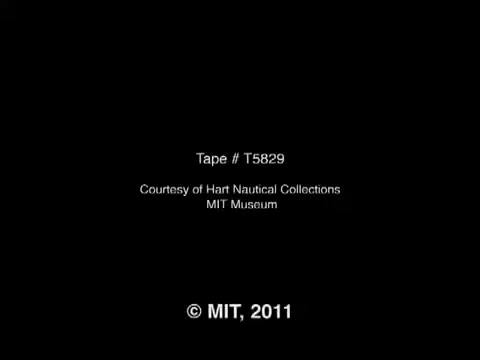 Tape # T5829
Courtesy of Hart Nautical Collections
MIT Museum
© MIT, 2011